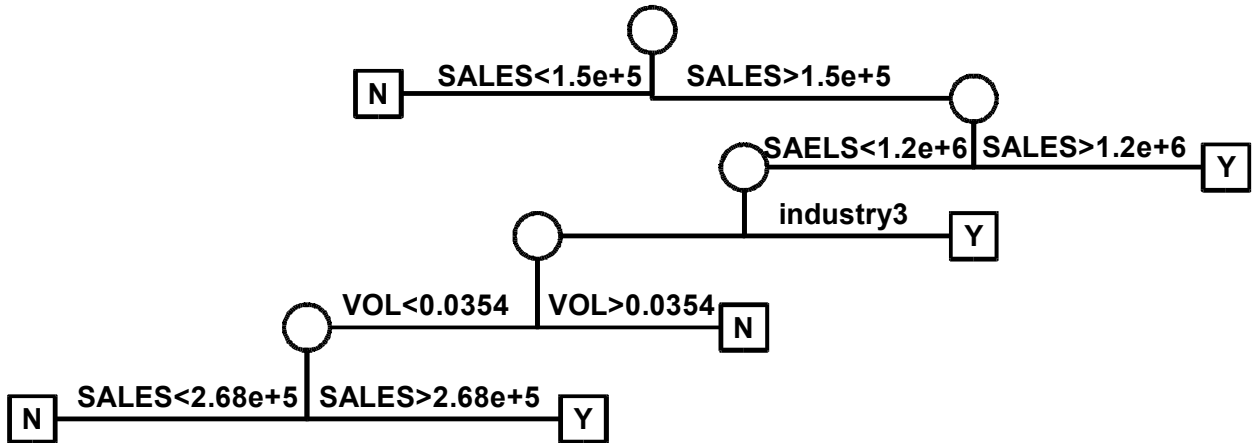 N SALES<1.5e+5 SALES>1.5e+5
SAELS<1.2e+6 SALES>1.2e+6 Y
industry3 Y
VOL<0.0354 VOL>0.0354 N
N SALES<2.68e+5 SALES>2.68e+5 Y